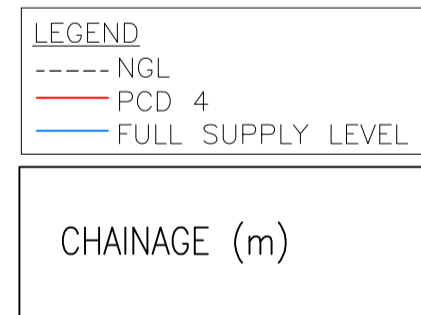 LEGEND
NGL
PCD 4
FULL SUPPLY LEVEL
CHAINAGE (m)